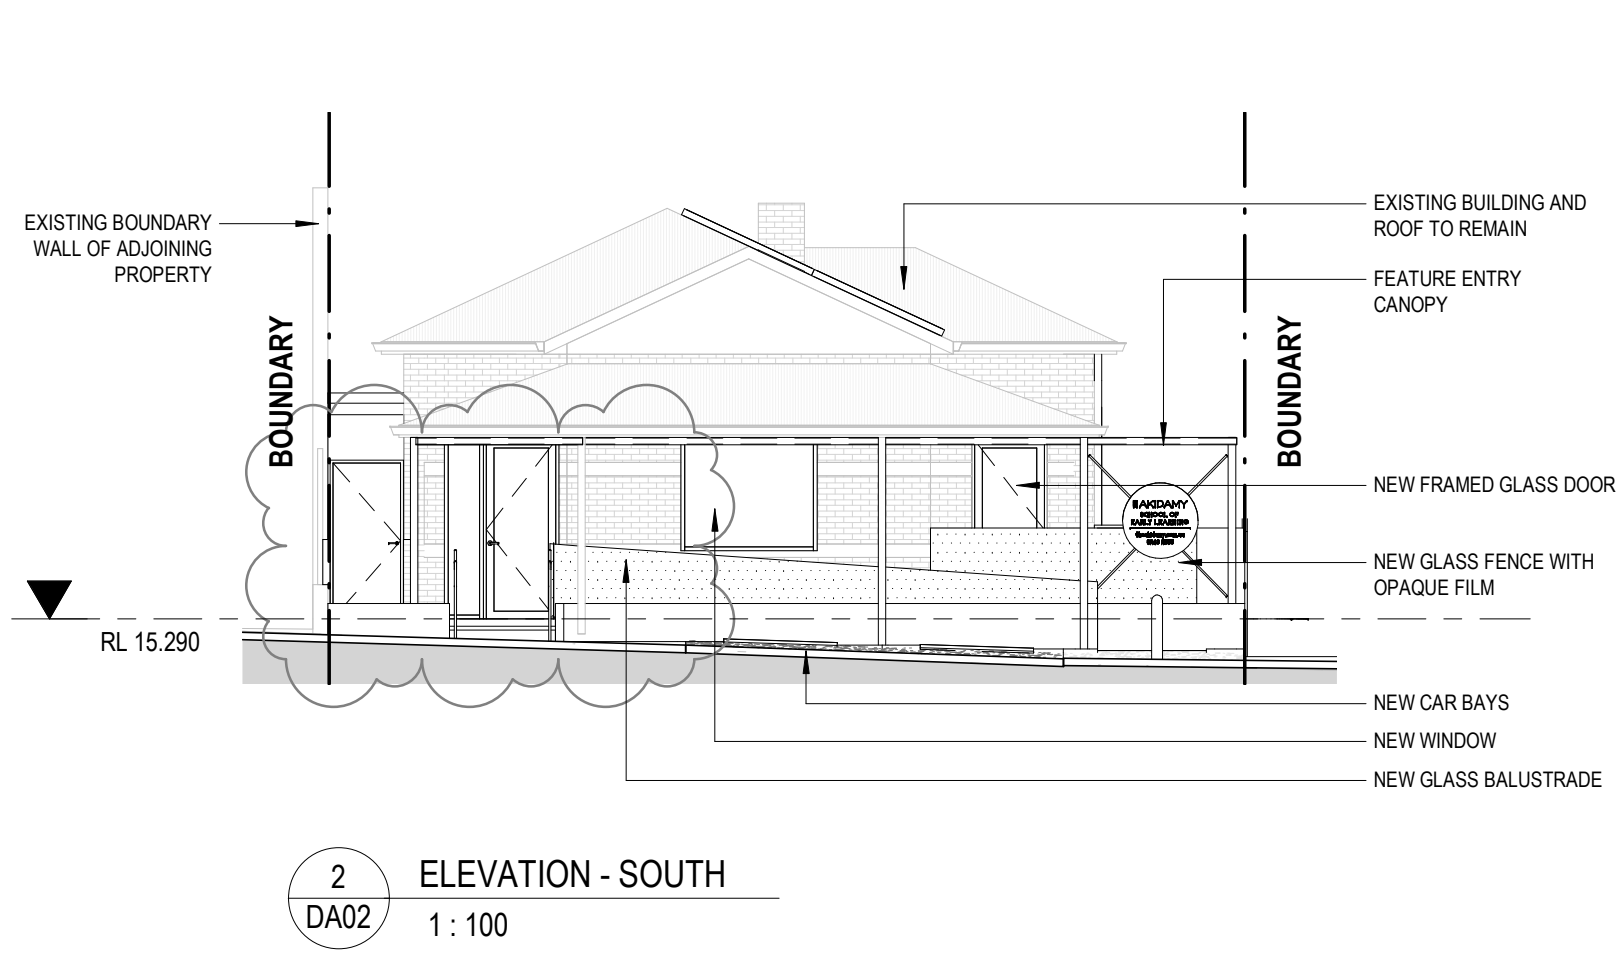 EXISTING BOUNDARY
WALL OF ADJOINING
PROPERTY
EXISTING BUILDING AND
ROOF TO REMAIN
FEATURE ENTRY
CANOPY
BOUNDARY
BOUNDARY
NEW FRAMED GLASS DOOR
AKIDAMY
SCHOOL OF
EARLY LEARNING
NEW GLASS FENCE WITH
OPAQUE FILM
RL 15.290
NEW CAR BAYS
NEW WINDOW
NEW GLASS BALUSTRADE
2
DA02
ELEVATION - SOUTH
1 : 100